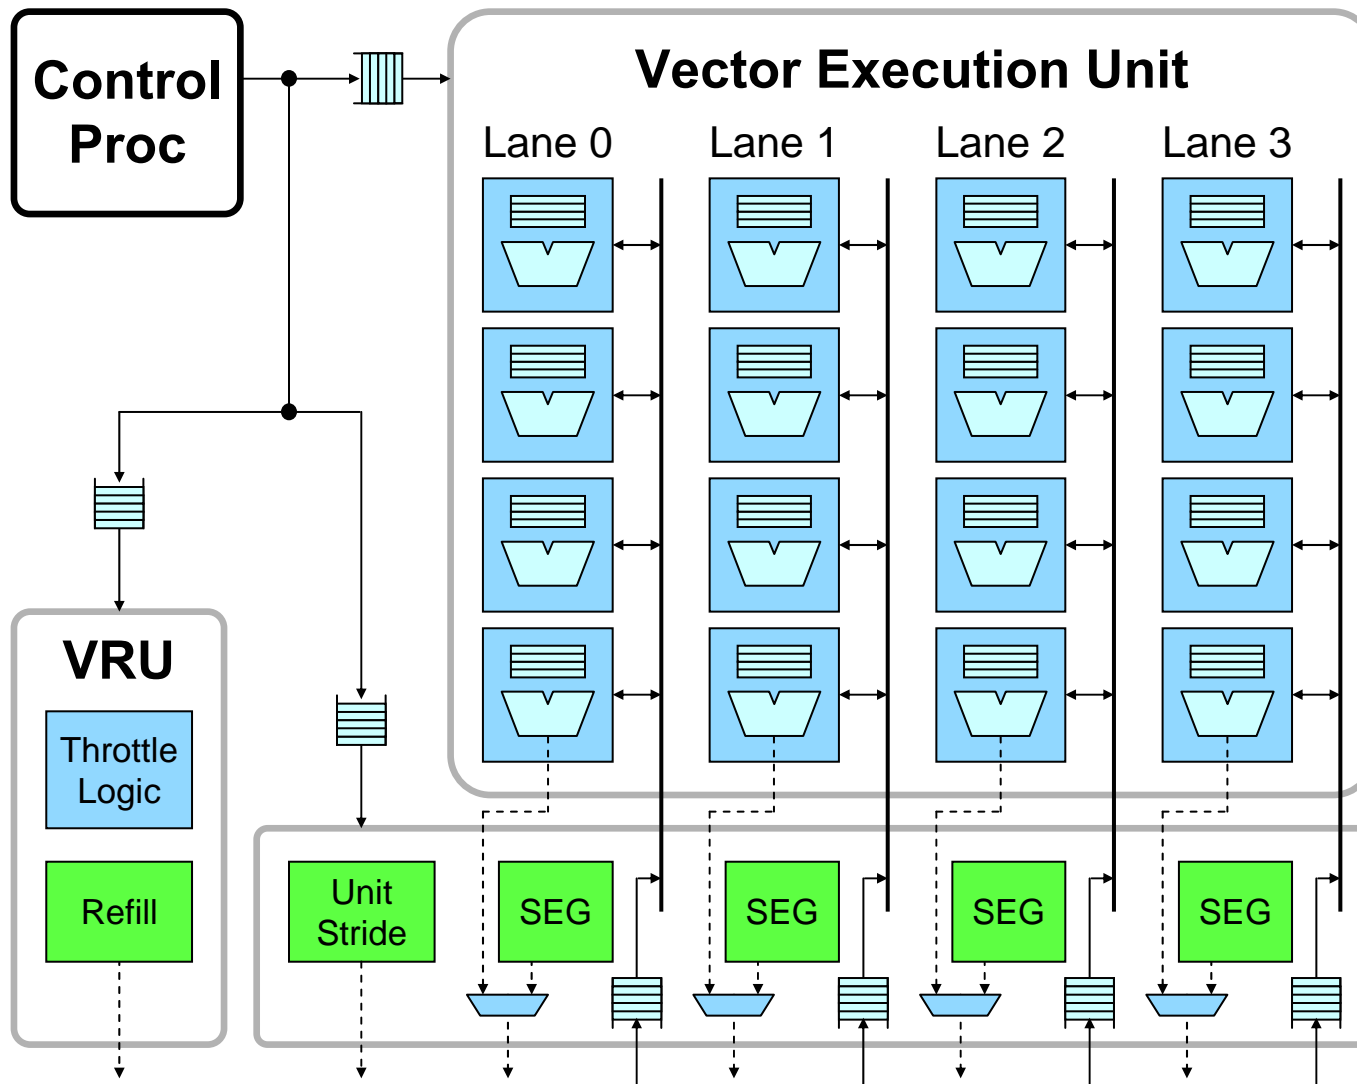 Control
Proc
Vector Execution Unit
Lane 0
Lane 1
Lane 2
Lane 3
VRU
Throttle
Logic
Refill
Unit
Stride
SEG
SEG
SEG
SEG